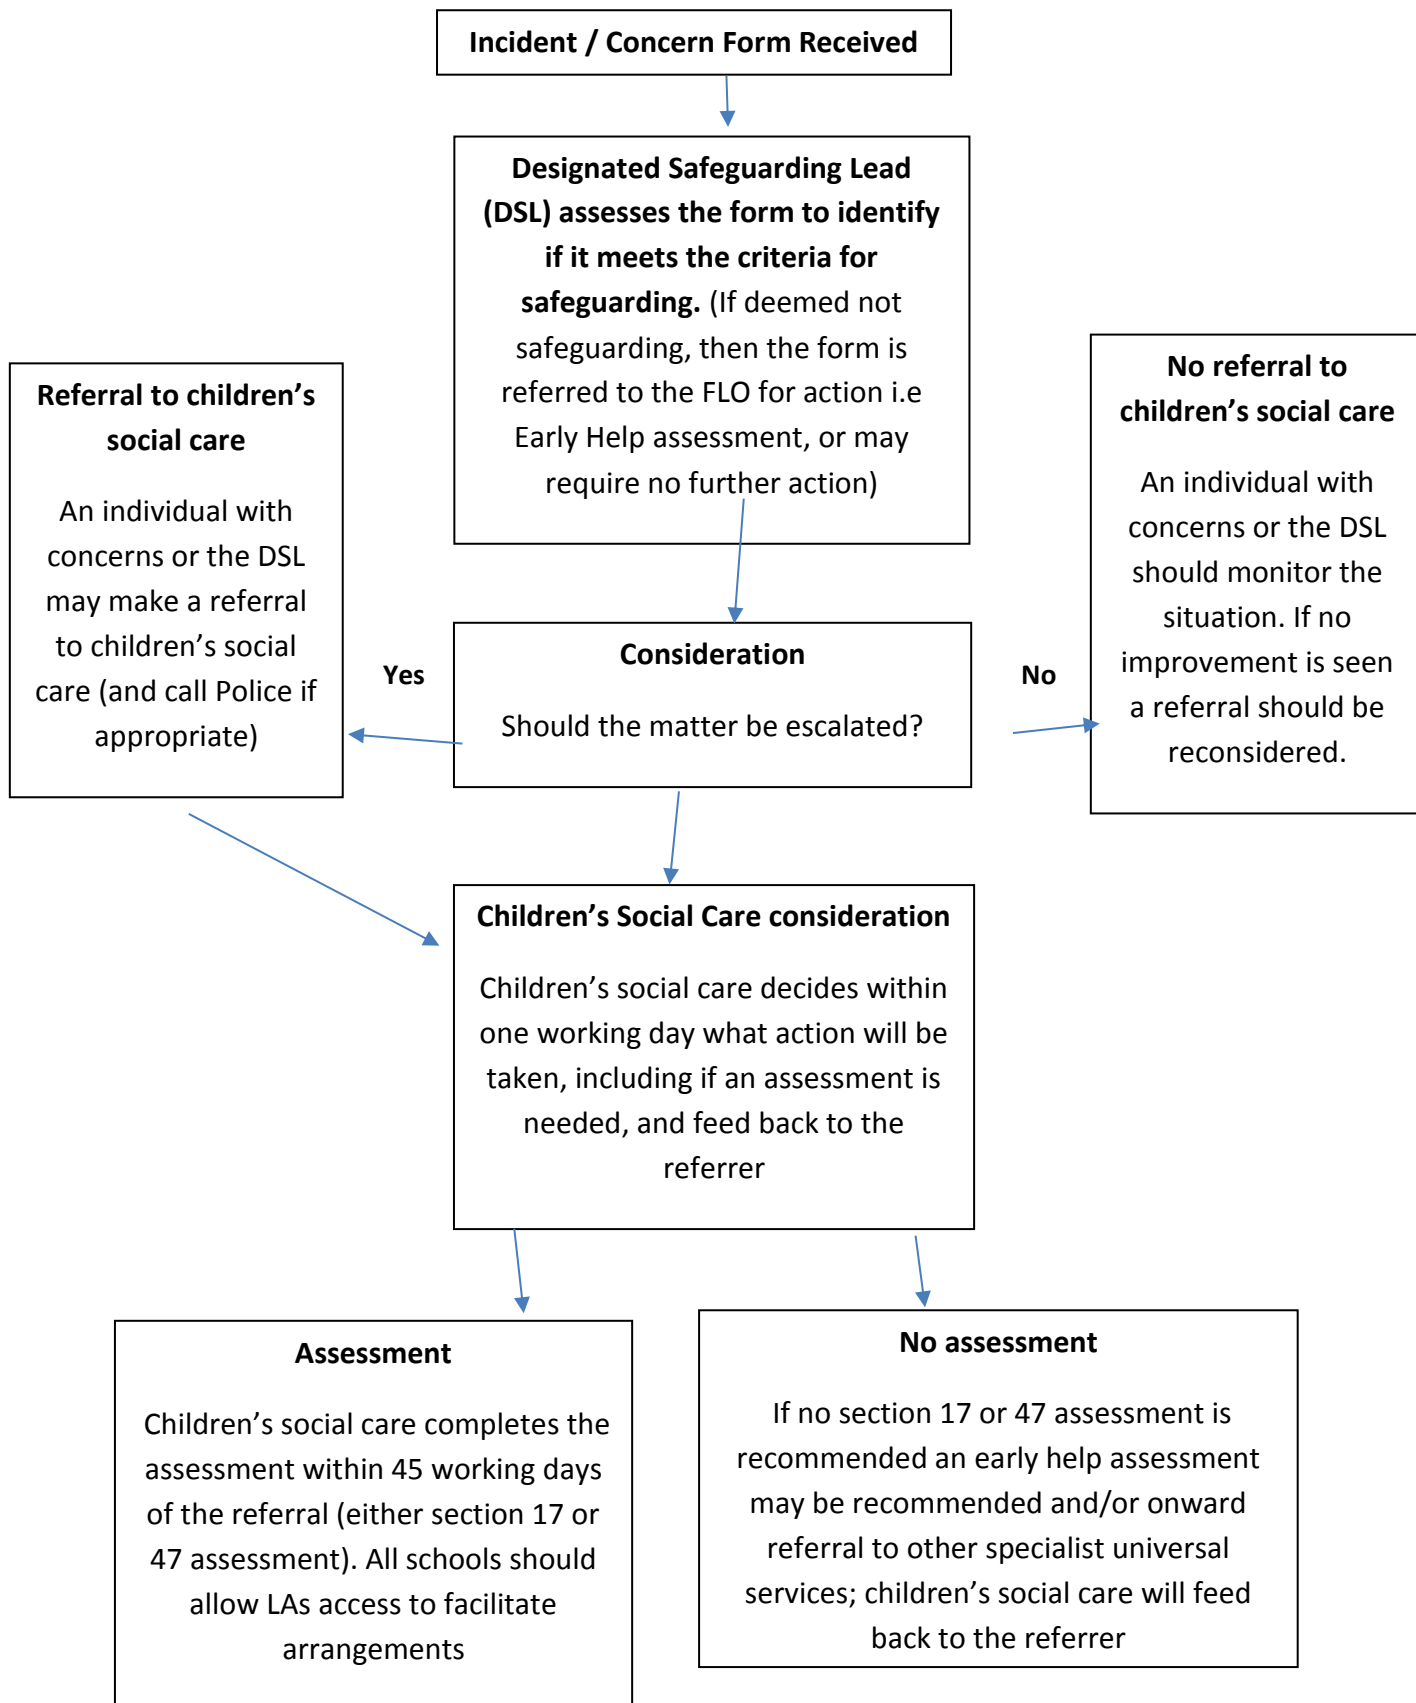 Incident / Concern Form Received
Designated Safeguarding Lead
(DSL) assesses the form to identify
if it meets the criteria for
safeguarding. (If deemed not
safeguarding, then the form is
referred to the FLO for action i.e
Early Help assessment, or may
require no further action)
Referral to children’s
social care
An individual with
concerns or the DSL
may make a referral
to children’s social
care (and call Police if
appropriate)
Yes
Consideration
Should the matter be escalated?
No
No referral to
children’s social care
An individual with
concerns or the DSL
should monitor the
situation. If no
improvement is seen
a referral should be
reconsidered.
Children’s Social Care consideration
Children’s social care decides within
one working day what action will be
taken, including if an assessment is
needed, and feed back to the
referrer
Assessment
Children’s social care completes the
assessment within 45 working days
of the referral (either section 17 or
47 assessment). All schools should
allow LAs access to facilitate
arrangements
No assessment
If no section 17 or 47 assessment is
recommended an early help assessment
may be recommended and/or onward
referral to other specialist universal
services; children’s social care will feed
back to the referrer